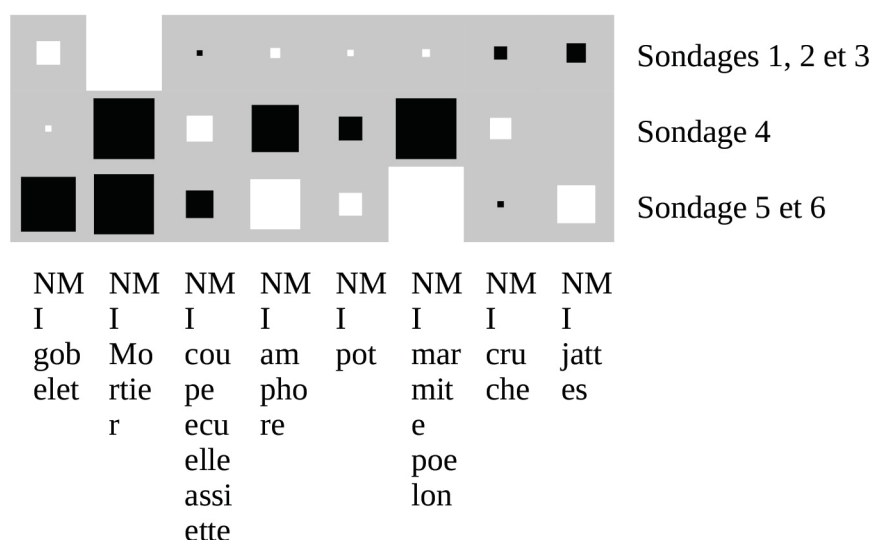 Sondages 1, 2 et 3
Sondage 4
Sondage 5 et 6
NM
I
gob
elet
NM
I
Mo
rtie
r
NM
I
cou
pe
ecu
elle
assi
ette
NM
I
am
pho
re
NM
I
pot
NM
I
mar
mit
e
poe
lon
NM
I
cru
che
NM
I
jatt
es